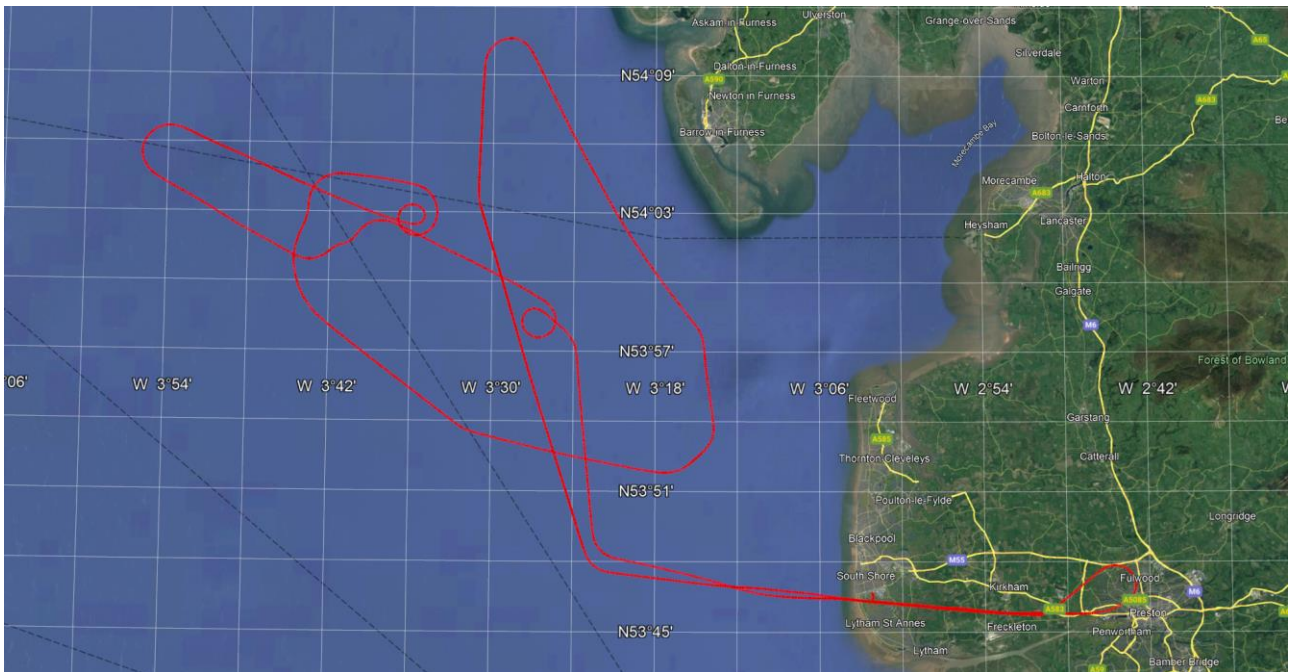 Askam in Furness
Ulverston
Grange-over-Sands
Silverdale
A65
N54°09'
Dalton-in-Furness
A590
Newton in Furness
Warton
A683
Carnforth
Barrow-in-Furness
Bolton-le-Sands
Be
Morecambe Bay
Morecambe
Halton
A683
N54°03'
Heysham
Lancaster
Bailrigg
Galgate
M6
N53°57'
Forest of Bowland
06'
W 3°54'
W 3°42'
W 3°30'
W 3°18'
W 3°06'
W 2°54'
W 2°42'
W
Fleetwood
Garstang
A585
Thornton-Cleveleys
Catterall
N53°51'
Poulton-le-Fylde
Longridge
Blackpool
M55
South Shore
Kirkham
Fulwood
M6
A583
A5085
Preston
Lytham St Annes
Freckleton
N53°45'
Penwortham
Lytham
A59
Bamber Bridge